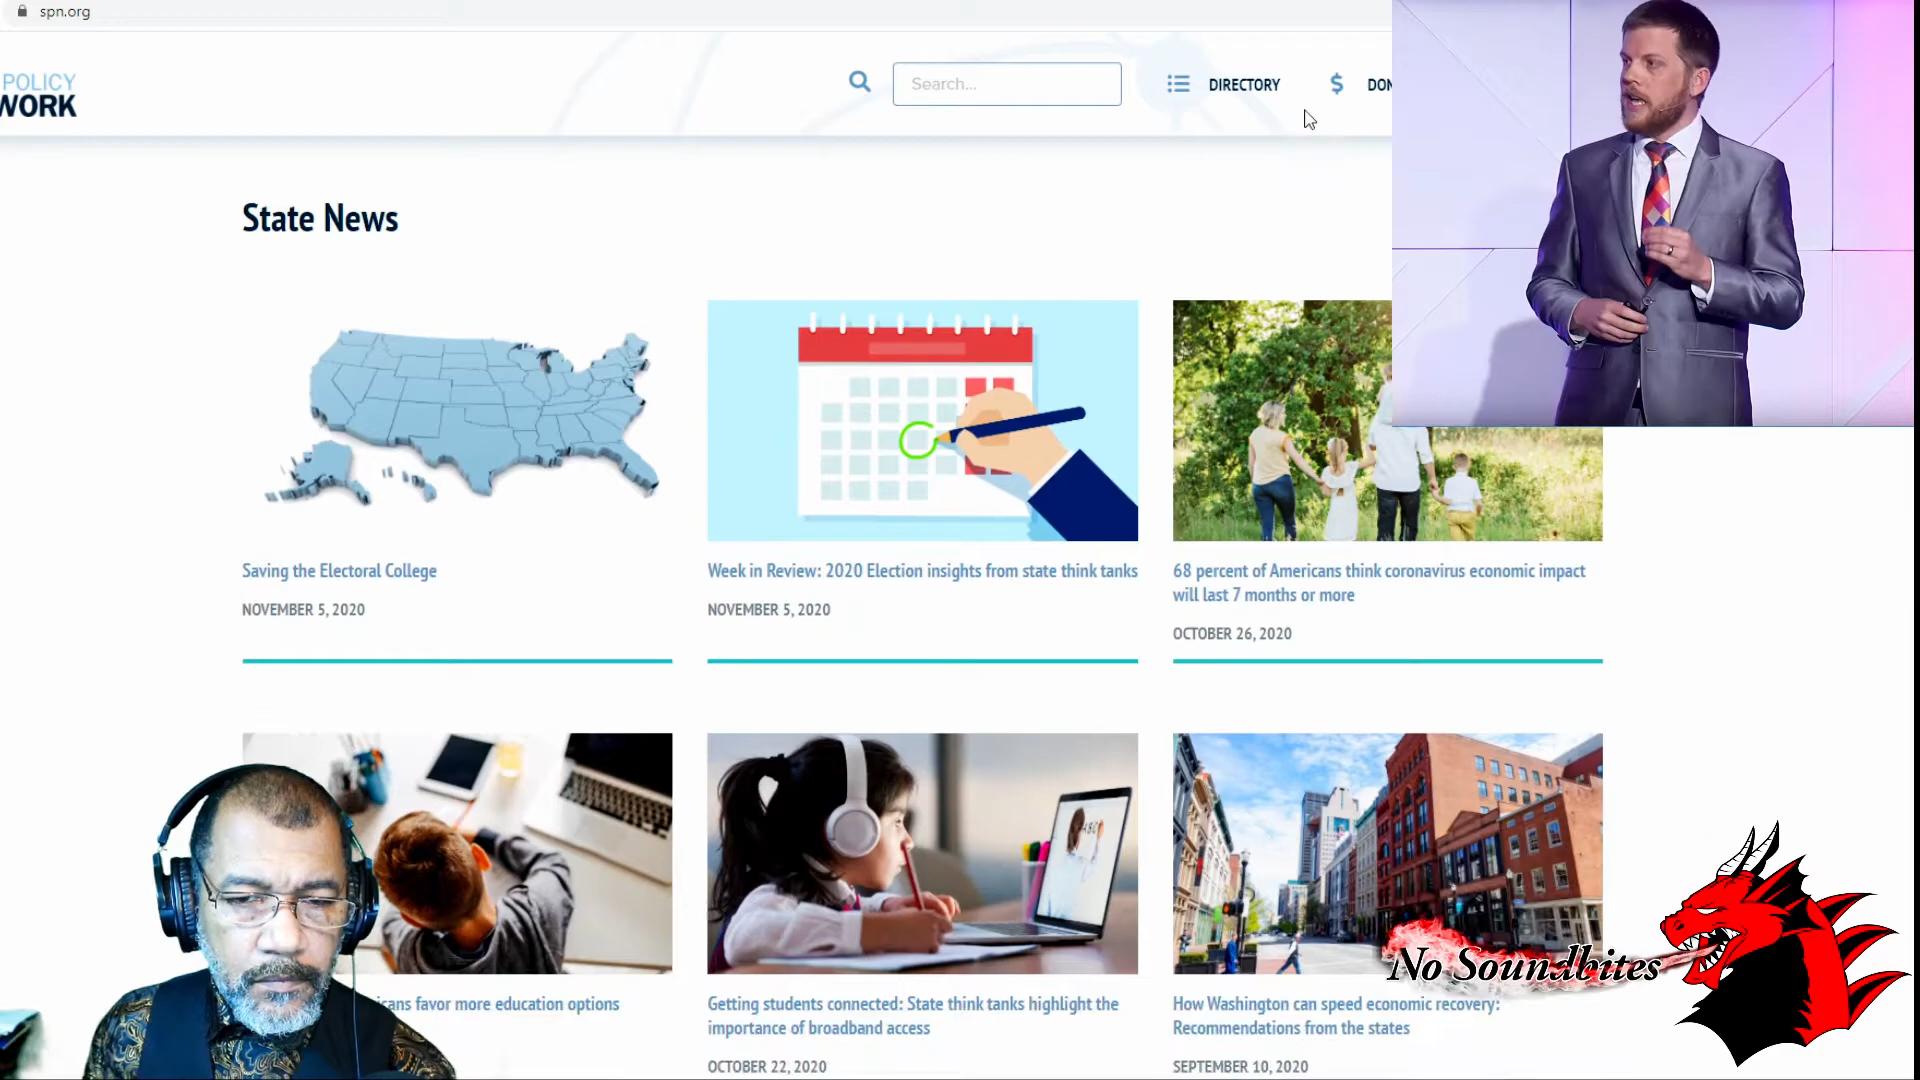 spn.org
POLICY
WORK
Search...
DIRECTORY
$
DON
State News
Saving the Electoral College
NOVEMBER 5, 2020
Week in Review: 2020 Election insights from state think tanks
NOVEMBER 5, 2020
68 percent of Americans think coronavirus economic impact
will last 7 months or more
OCTOBER 26, 2020
icans favor more education options
Getting students connected: State think tanks highlight the
importance of broadband access
OCTOBER 22, 2020
How Washington can speed economic recovery:
Recommendations from the states
SEPTEMBER 10, 2020
No Soundbites